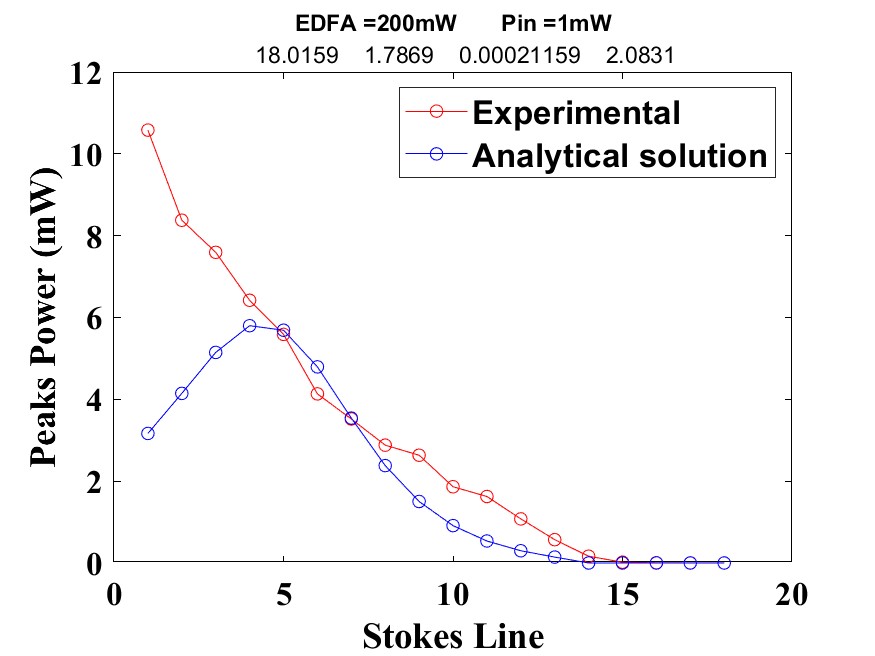 EDFA =200mW Pin =1mW
18.0159 1.7869 0.00021159 2.0831
12
10
8
6
4
2
0
Peaks Power (mW)
Experimental
Analytical solution
0 5 10 15 20
Stokes Line